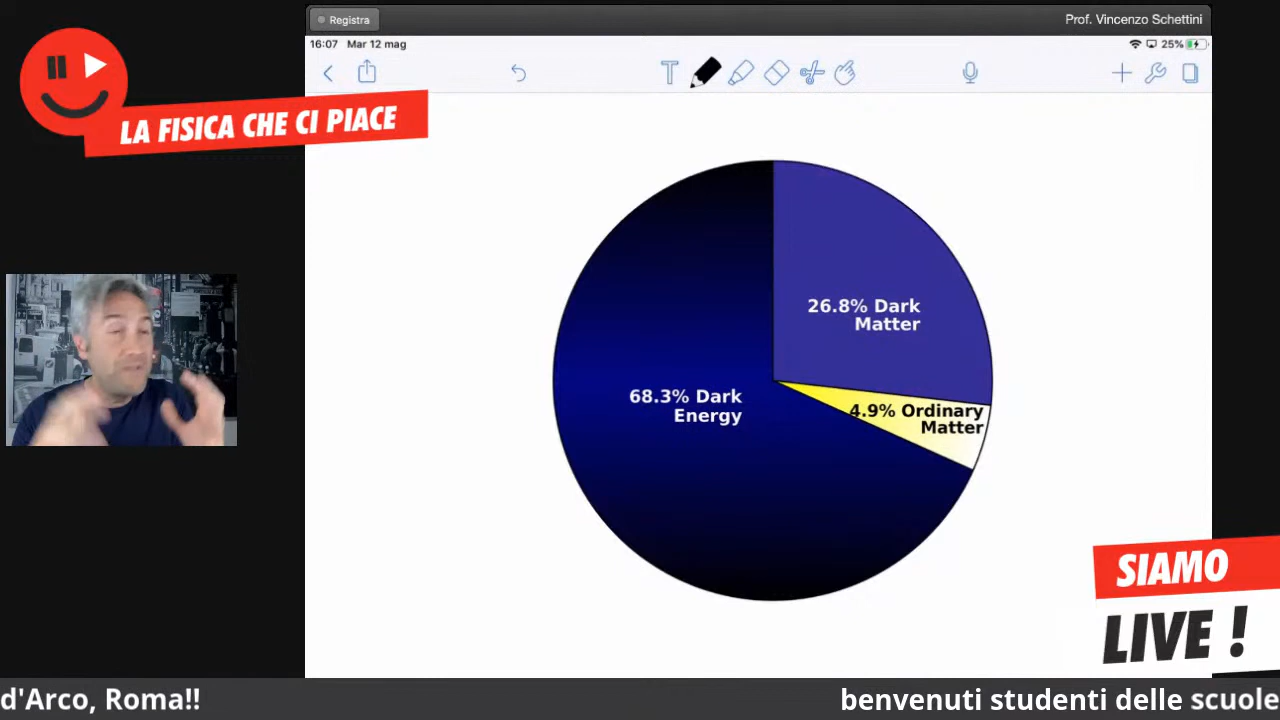 Registra
Prof. Vincenzo Schettini
16:07 Mar 12 mag
25%
T
LA FISICA CHE CI PIACE
26.8% Dark
Matter
68.3% Dark
Energy
4.9% Ordinary
Matter
SIAMO
LIVE !
d'Arco, Roma!!
benvenuti studenti delle scuole